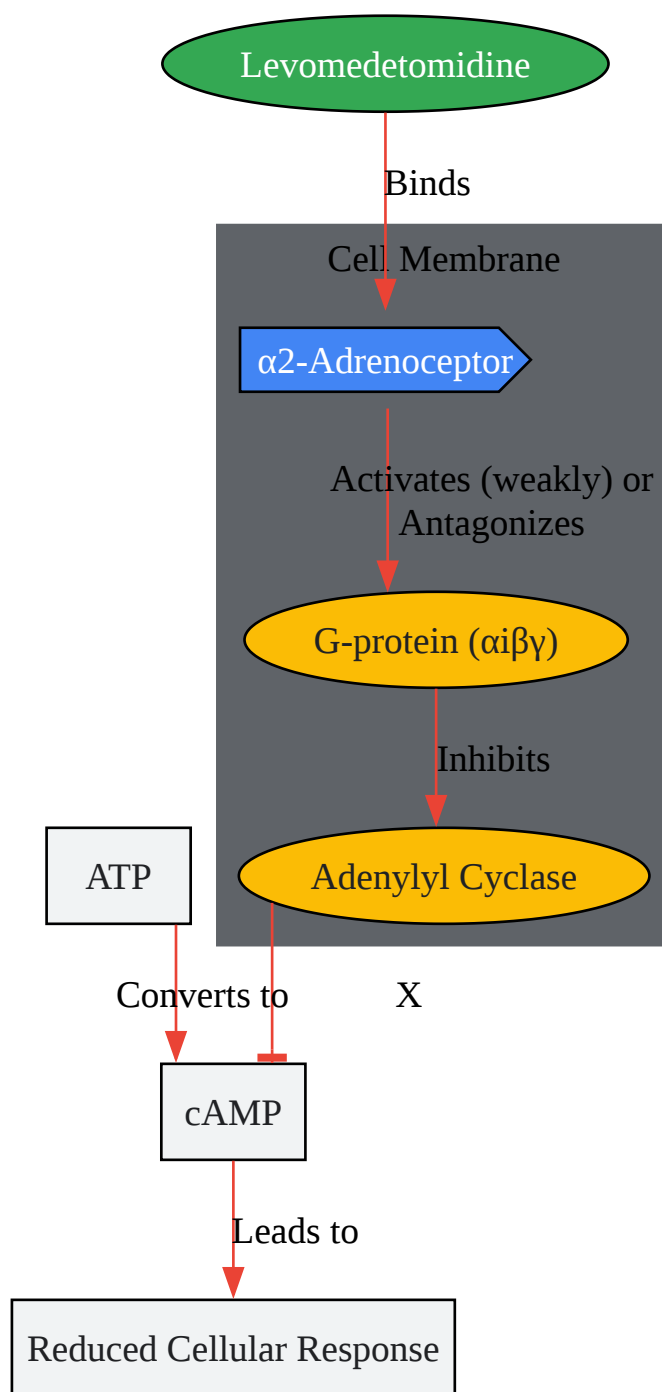 Levomedetomidine
Binds
Cell Membrane
α2-Adrenoceptor
Activates (weakly) or
Antagonizes
G-protein (αiβγ)
Inhibits
ATP
Adenylyl Cyclase
Converts to
X
cAMP
Leads to
Reduced Cellular Response